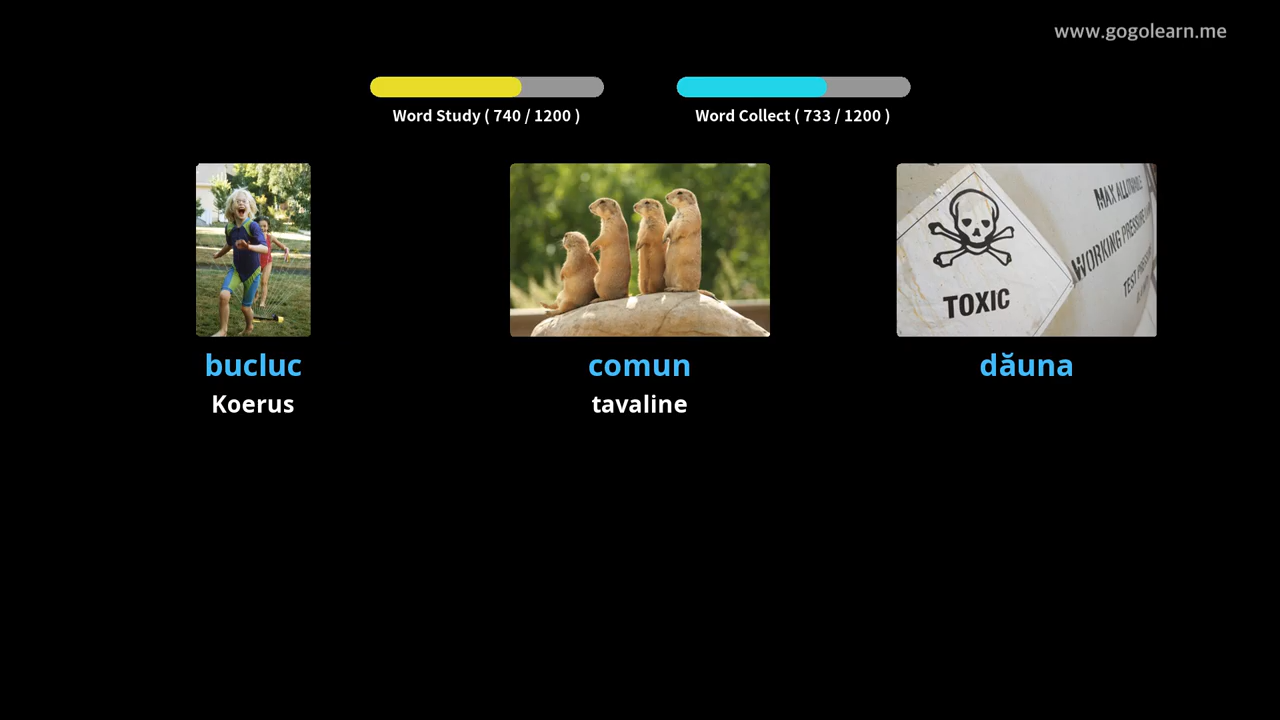 www.gogolearn.me
Word Study ( 740 / 1200 )
Word Collect ( 733 / 1200 )
TOXIC
MAX ALLOWABLE
WORKING PRESSURE
TEST
bucluc
comun
dăuna
Koerus
tavaline